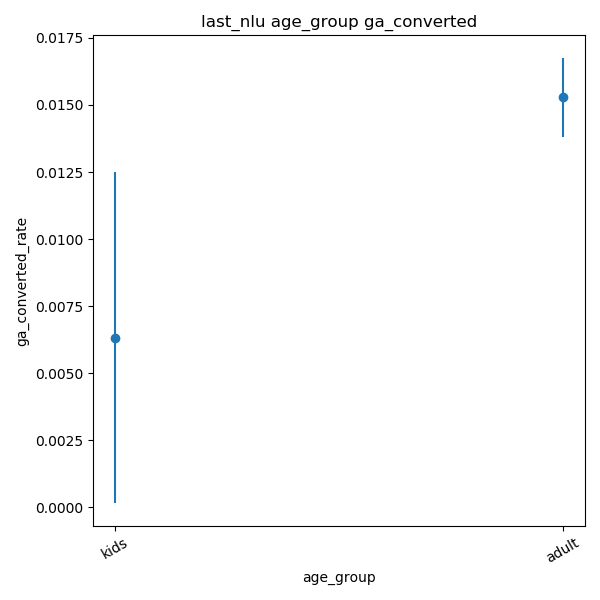 last_nlu age_group ga_converted
0.0175
0.0150
0.0125
0.0100
0.0075
0.0050
0.0025
0.0000
ga_converted_rate
kids
adult
age_group